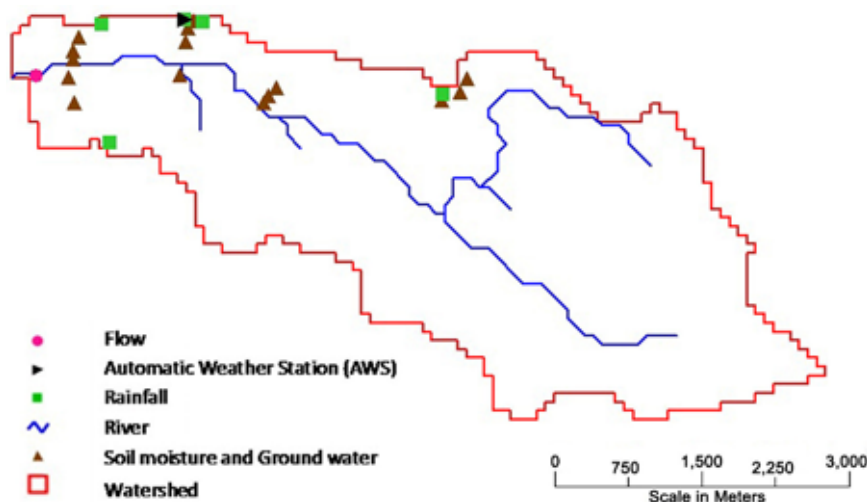 Flow
Automatic Weather Station (AWS)
Rainfall
River
Soil moisture and Ground water
Watershed
0 750 1,500 2,250 3,000
Scale in Meters